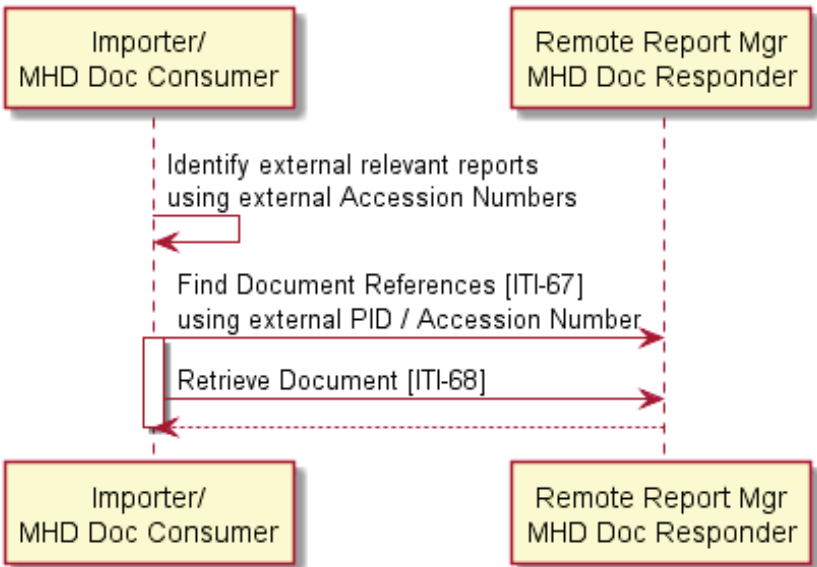 Importer/
MHD Doc Consumer
Remote Report Mgr
MHD Doc Responder
Identify external relevant reports
using external Accession Numbers
Find Document References [ITI-67]
using external PID / Accession Number
Retrieve Document [ITI-68]
Importer/
MHD Doc Consumer
Remote Report Mgr
MHD Doc Responder